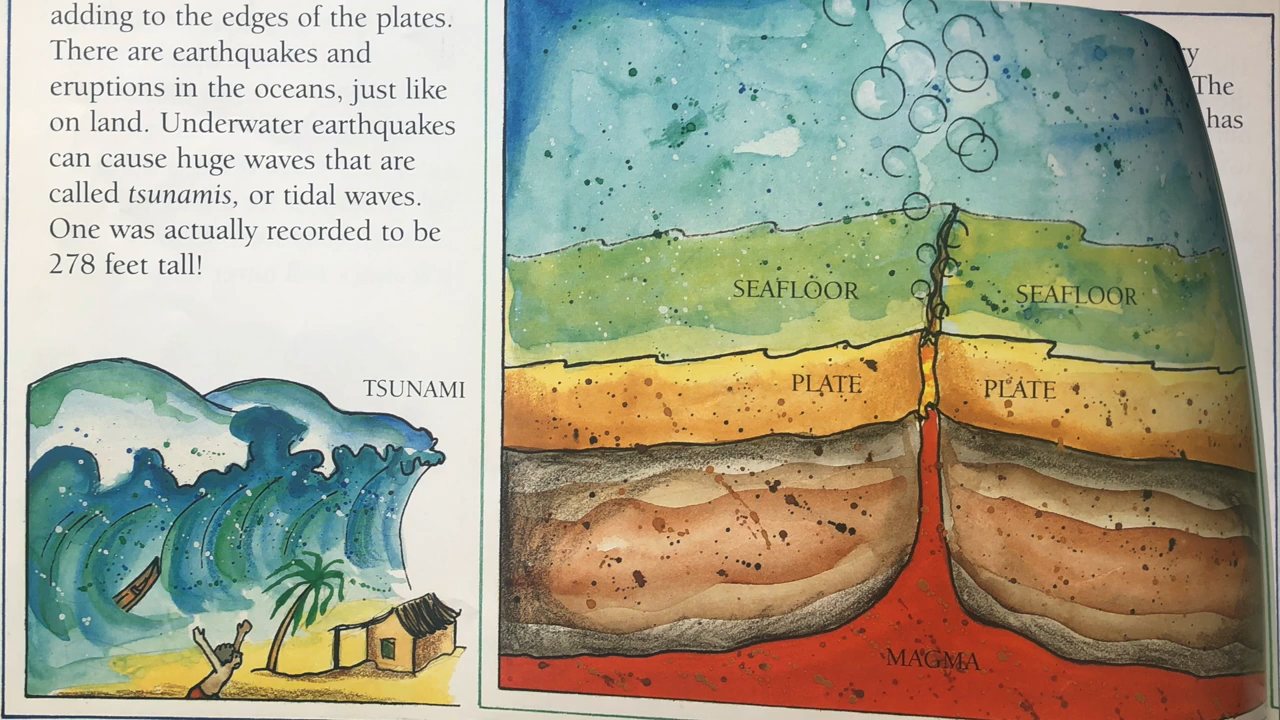 adding to the edges of the plates.
There are earthquakes and
eruptions in the oceans, just like
on land. Underwater earthquakes
can cause huge waves that are
called tsunamis, or tidal waves.
One was actually recorded to be
278 feet tall!
TSUNAMI
SEAFLOOR
SEAFLOOR
PLATE
PLATE
MAGMA
The
has